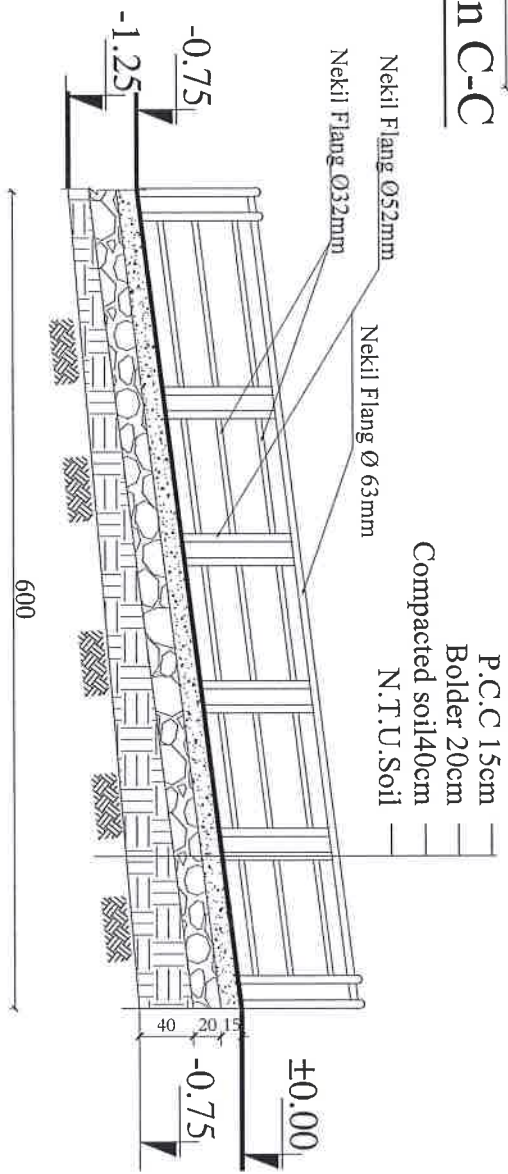 n C-C
Nekil Flang Ø52mm
Nekil Flang Ø32mm
Nekil Flang Ø 63mm
P.C.C 15cm
Bolder 20cm
Compacted soil40cm
N.T.U.Soil
-0.75
-1.25
±0.00
-0.75
40
20
15
600